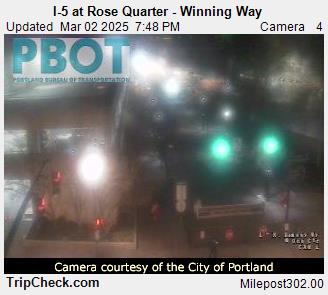 I-5 at Rose Quarter - Winning Way
Updated Mar 02 2025 7:48 PM Camera 4
PBOT
PORTLAND BUREAU OF TRANSPORTATION
Camera courtesy of the City of Portland
TripCheck.com Milepost302.00